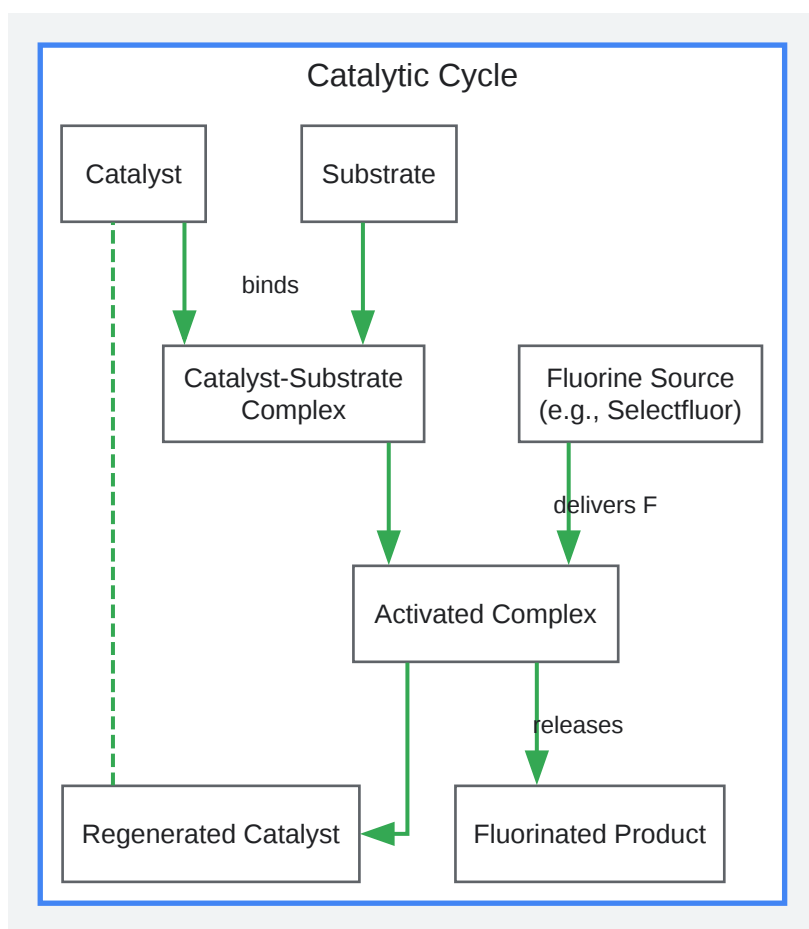 Catalytic Cycle
Catalyst
Substrate
binds
Catalyst-Substrate
Complex
Fluorine Source
(e.g., Selectfluor)
delivers F
Activated Complex
releases
Regenerated Catalyst
Fluorinated Product